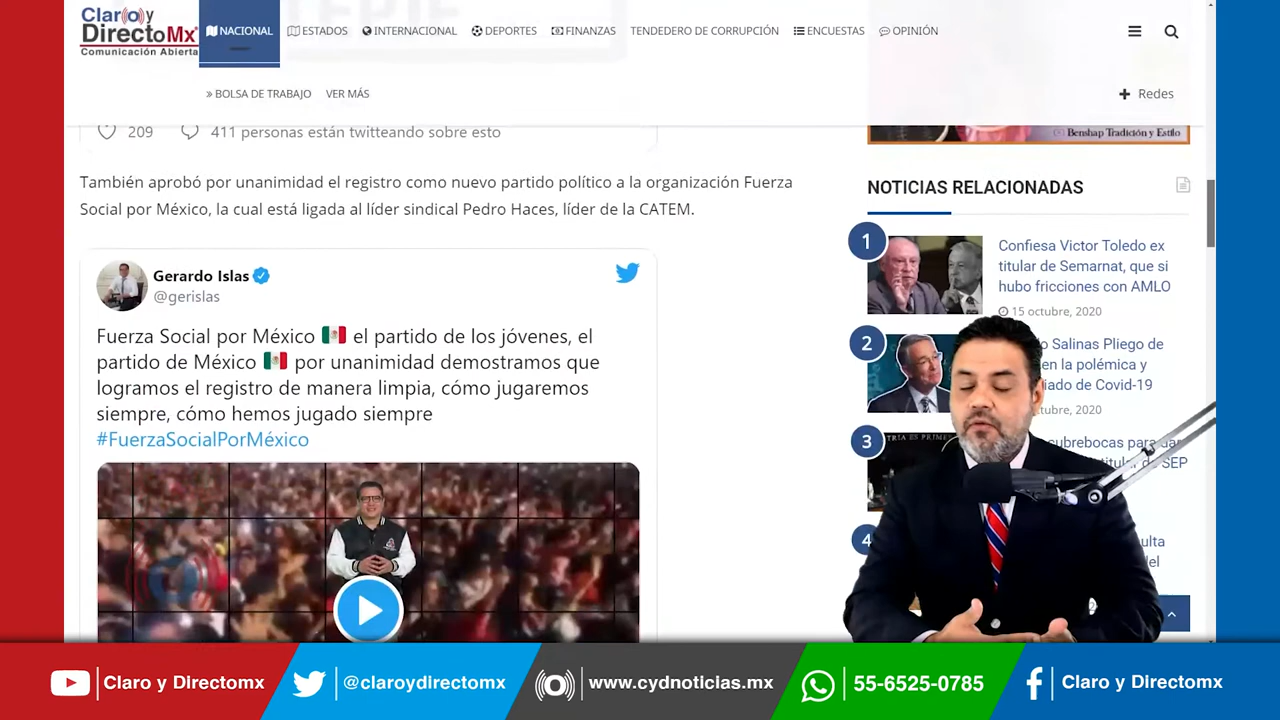 Claro y
DirectoMx
Comunicación Abierta
NACIONAL
ESTADOS
INTERNACIONAL
DEPORTES
FINANZAS
TENDEDERO DE CORRUPCIÓN
ENCUESTAS
OPINIÓN
» BOLSA DE TRABAJO
VER MÁS
+ Redes
209
411 personas están twitteando sobre esto
Benshap Tradición y Estilo
También aprobó por unanimidad el registro como nuevo partido político a la organización Fuerza
Social por México, la cual está ligada al líder sindical Pedro Haces, líder de la CATEM.
Gerardo Islas
@gerislas
Fuerza Social por México 🇲🇽 el partido de los jóvenes, el
partido de México 🇲🇽 por unanimidad demostramos que
logramos el registro de manera limpia, cómo jugaremos
siempre, cómo hemos jugado siempre
#FuerzaSocialPorMéxico
NOTICIAS RELACIONADAS
1
Confiesa Victor Toledo ex
titular de Semarnat, que si
hubo fricciones con AMLO
15 octubre, 2020
2
Salinas Pliego de
en la polémica y
de Covid-19
2020
3
cubrebocas para
SEP
4
Claro y Directomx
@claroydirectomx
www.cydnoticias.mx
55-6525-0785
Claro y Directomx